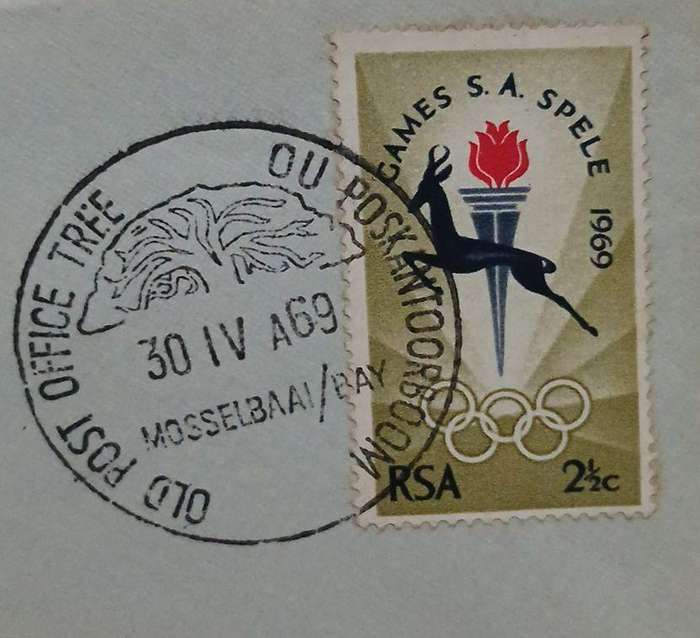 OLD POST OFFICE TREE
OU POSKANTOORBOOM
30 IV A69
MOSSELBAAI/BAY
GAMES S. A. SPELE 1969
RSA
2½c